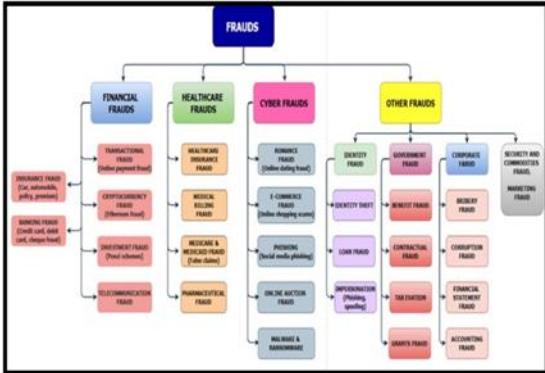 FRAUDS
FINANCIAL
FRAUDS
HEALTHCARE
FRAUDS
CYBER FRAUDS
OTHER FRAUDS
TRANSACTIONAL
FRAUD
(Online payment fraud)
INSURANCE FRAUD
(Car, automobile,
policy, premium)
CRYPTOCURRENCY
FRAUD
(Ethereum fraud)
BANKING FRAUD
(Credit card, debit
card, cheque fraud)
INVESTMENT FRAUD
(Ponzi schemes)
TELECOMMUNICATION
FRAUD
HEALTHCARE
INSURANCE
FRAUD
MEDICAL
BILLING
FRAUD
MEDICARE &
MEDICAID FRAUD
(False claims)
PHARMACEUTICAL
FRAUD
ROMANCE
FRAUD
(Online dating fraud)
E-COMMERCE
FRAUD
(Online shopping scams)
PHISHING
(Social media phishing)
ONLINE AUCTION
FRAUD
MALWARE &
RANSOMWARE
IDENTITY
FRAUD
IDENTITY THEFT
LOAN FRAUD
IMPERSONATION
(Phishing,
spoofing)
GOVERNMENT
FRAUD
BENEFIT FRAUD
CONTRACTUAL
FRAUD
TAX EVASION
GRANTS FRAUD
CORPORATE
BRIBERY
FRAUD
CORRUPTION
FRAUD
FINANCIAL
STATEMENT
FRAUD
ACCOUNTING
FRAUD
SECURITY AND
COMMODITIES
FRAUD,
MARKETING
FRAUD